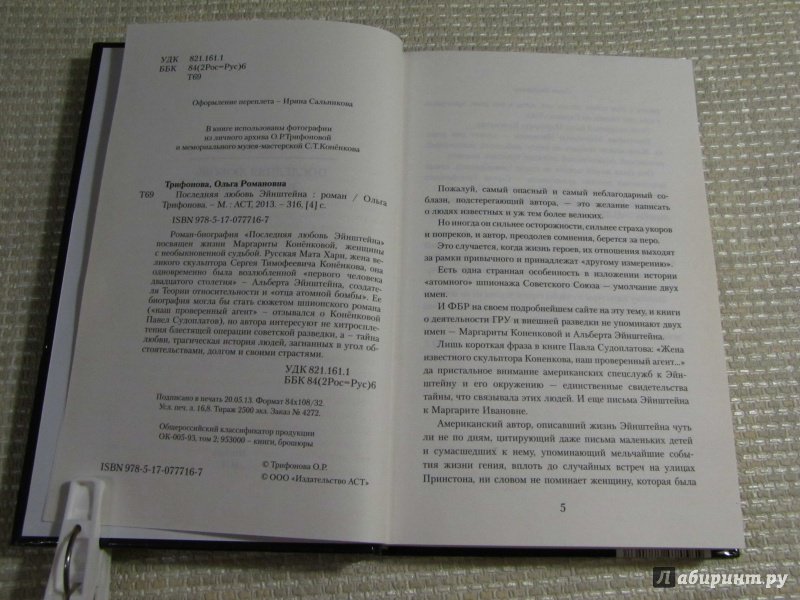 УДК 821.161.1
ББК 84(2Рос=Рус)6
Т69
Оформление переплета – Ирина Сальникова
В книге использованы фотографии
из личного архива О.Р.Трифоновой
и мемориального музея-мастерской С.Т.Конёнкова
Трифонова, Ольга Романовна
Т69 Последняя любовь Эйнштейна : роман / Ольга
Трифонова. – М. : АСТ, 2013. – 316, [4] с.
ISBN 978-5-17-077716-7
Роман-биография «Последняя любовь Эйнштейна»
посвящен жизни Маргариты Конёнковой, женщины
с необыкновенной судьбой. Русская Мата Хари, жена ве-
ликого скульптора Сергея Тимофеевича Конёнкова, она
одновременно была возлюбленной «первого человека
двадцатого столетия» – Альберта Эйнштейна, создате-
ля Теории относительности и «отца атомной бомбы». Ее
биография могла бы стать сюжетом шпионского романа
(«наш проверенный агент» – отзывался о Конёнковой
Павел Судоплатов), но автора интересуют не хитроспле-
тения блестящей операции советской разведки, а – тайна
любви, трагическая история людей, загнанных в угол об-
стоятельствами, долгом и своими страстями.
УДК 821.161.1
ББК 84(2Рос=Рус)6
Подписано в печать 20.05.13. Формат 84х108/32.
Усл. печ. л. 16,8. Тираж 2500 экз. Заказ № 4272.
Общероссийский классификатор продукции
ОК-005-93, том 2; 953000 – книги, брошюры
ISBN 978-5-17-077716-7
© Трифонова О.Р.
© ООО «Издательство АСТ»
Пожалуй, самый опасный и самый неблагодарный со-
блазн, подстерегающий автора, — это желание написать
о людях известных и уж тем более великих.
Но иногда он сильнее осторожности, сильнее страха укоров
и попреков, и автор, преодолев сомнения, берется за перо.
Это случается, когда жизнь героев, их отношения выходят
за рамки привычного и принадлежат «другому измерению».
Есть одна странная особенность в изложении истории
«атомного» шпионажа Советского Союза — умолчание двух
имен.
И ФБР на своем подробнейшем сайте на эту тему, и книги
о деятельности ГРУ и внешней разведки не упоминают двух
имен — Маргариты Коненковой и Альберта Эйнштейна.
Лишь короткая фраза в книге Павла Судоплатова: «Жена
известного скульптора Коненкова, наш проверенный агент...»
да пристальное внимание американских спецслужб к Эйн-
штейну и его окружению — единственные свидетельства
тайны, что связывала этих людей. И еще письма Эйнштейна
к Маргарите Ивановне.
Американский автор, описавший жизнь Эйнштейна чуть
ли не по дням, цитирующий даже письма маленьких детей
и сумасшедших к нему, упоминающий мельчайшие собы-
тия жизни гения, вплоть до случайных встреч на улицах
Принстона, ни словом не поминает женщину, которая была
5
Лабиринт.ру